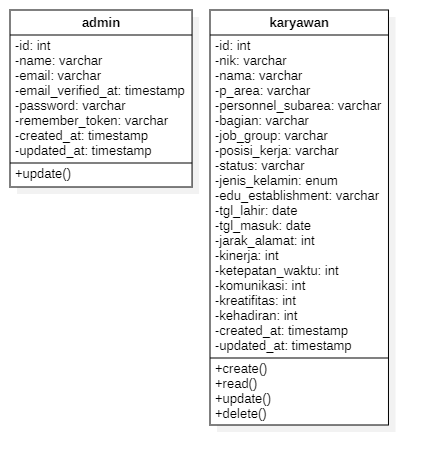 admin
-id: int
-name: varchar
-email: varchar
-email_verified_at: timestamp
-password: varchar
-remember_token: varchar
-created_at: timestamp
-updated_at: timestamp
+update()
karyawan
-id: int
-nik: varchar
-nama: varchar
-p_area: varchar
-personnel_subarea: varchar
-bagian: varchar
-job_group: varchar
-posisi_kerja: varchar
-status: varchar
-jenis_kelamin: enum
-edu_establishment: varchar
-tgl_lahir: date
-tgl_masuk: date
-jarak_alamat: int
-kinerja: int
-ketepatan_waktu: int
-komunikasi: int
-kreatifitas: int
-kehadiran: int
-created_at: timestamp
-updated_at: timestamp
+create()
+read()
+update()
+delete()